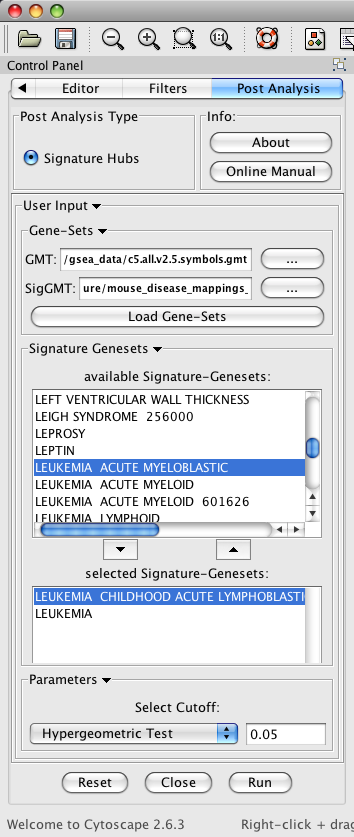 Control Panel
Editor
Filters
Post Analysis
Post Analysis Type
Signature Hubs
Info:
About
Online Manual
User Input
Gene-Sets
GMT: /gsea_data/c5.all.v2.5.symbols.gmt ...
SigGMT: ure/mouse_disease_mappings_ ...
Load Gene-Sets
Signature Genesets
available Signature-Genesets:
LEFT VENTRICULAR WALL THICKNESS
LEIGH SYNDROME 256000
LEPROSY
LEPTIN
LEUKEMIA ACUTE MYELOBLASTIC
LEUKEMIA ACUTE MYELOID
LEUKEMIA ACUTE MYELOID 601626
LEUKEMIA LYMPHOID
selected Signature-Genesets:
LEUKEMIA CHILDHOOD ACUTE LYMPHOBLASTI
LEUKEMIA
Parameters
Select Cutoff:
Hypergeometric Test 0.05
Reset Close Run
Welcome to Cytoscape 2.6.3 Right-click + drag